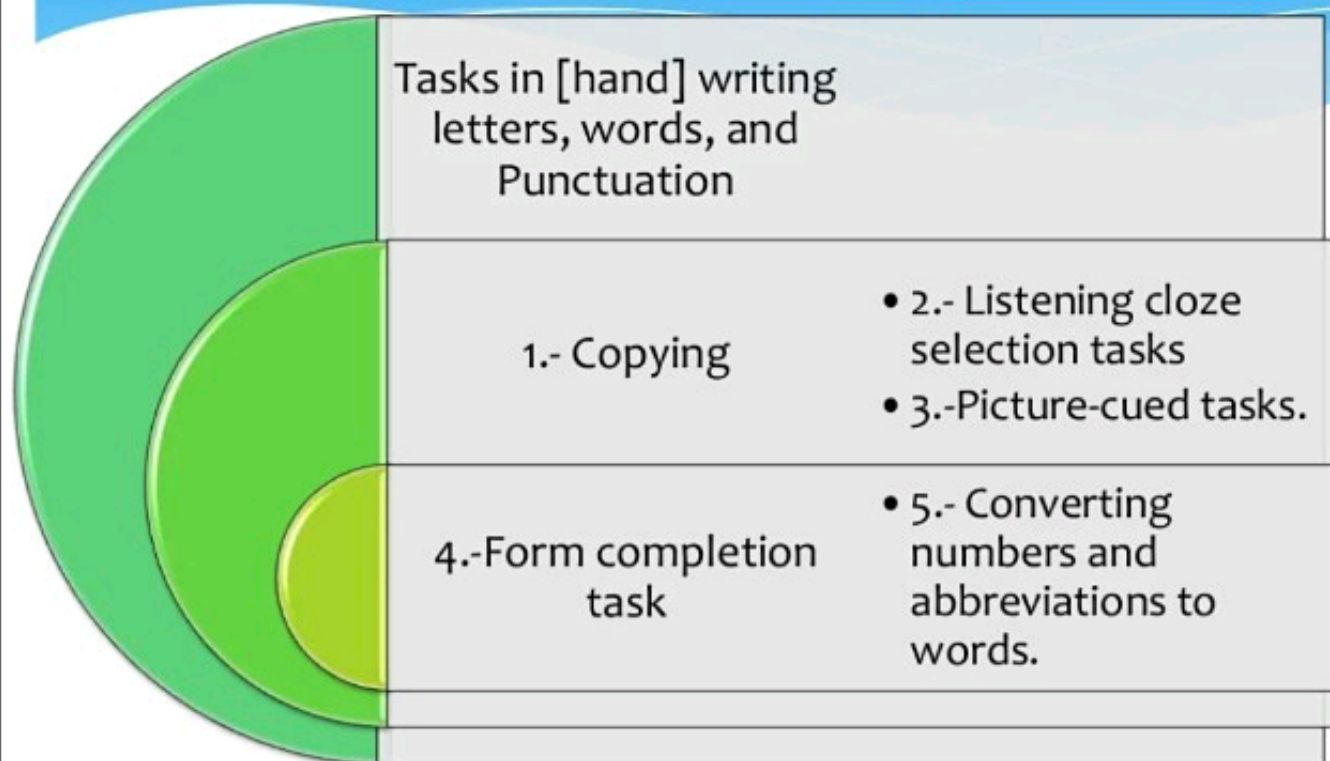 Tasks in [hand] writing
letters, words, and
Punctuation
1.- Copying
• 2.- Listening cloze
selection tasks
• 3.-Picture-cued tasks.
4.-Form completion
task
• 5.- Converting
numbers and
abbreviations to
words.